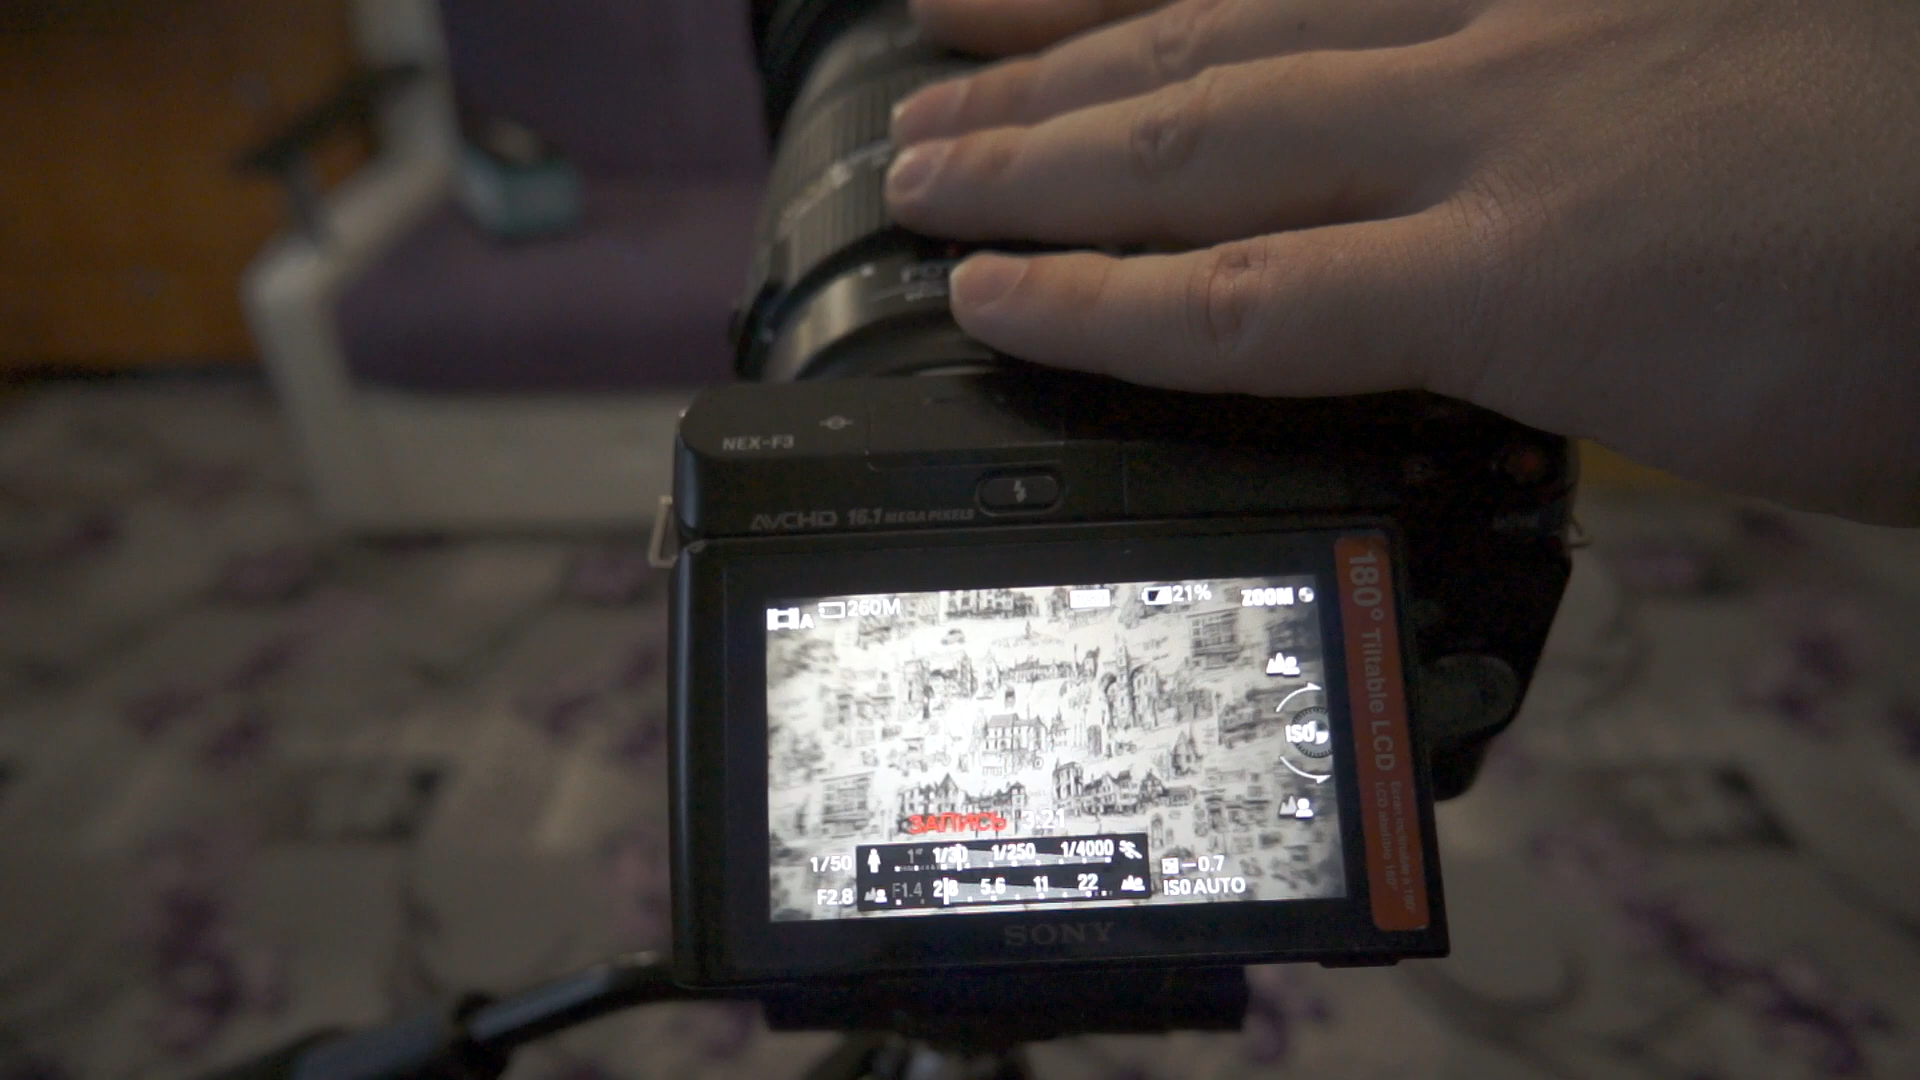 NEX-F3
AVCHD 16.1 MEGA PIXELS
A 260M 21% ZOOM
ISO
ЗАПИСЬ 3:21
1/50 1" 1/30 1/250 1/4000 -0.7
F2.8 F1.4 2.8 5.6 11 22 ISO AUTO
SONY
180° Tiltable LCD